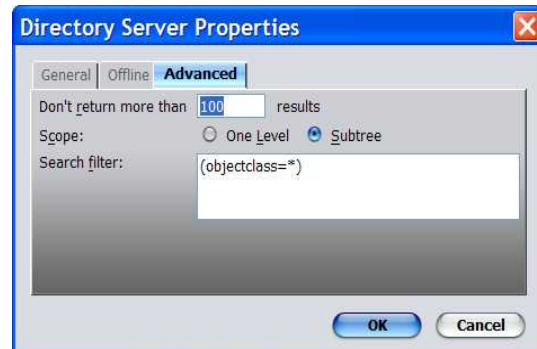 Directory Server Properties
General Offline Advanced
Don't return more than 100 results
Scope: One Level Subtree
Search filter: (objectclass=*)
OK Cancel